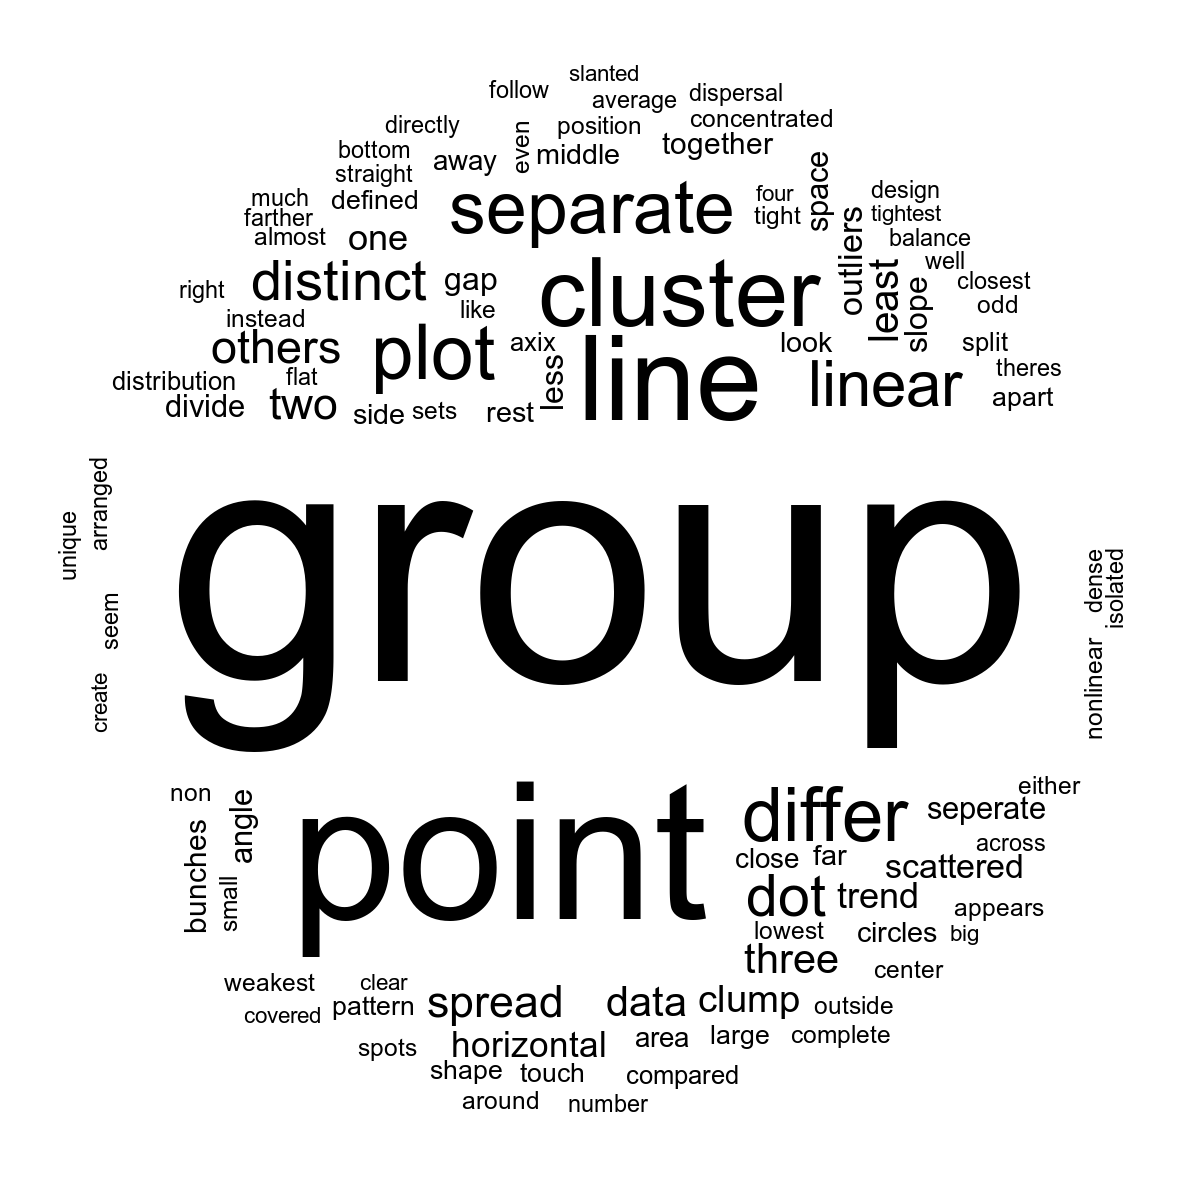 slanted
follow
average
dispersal
directly
even
position
concentrated
bottom
away
middle
together
straight
space
much
defined
separate
four
design
farther
tight
outliers
tightest
almost
one
balance
right
distinct
gap
cluster
least
well
closest
like
slope
odd
instead
others
plot
axix
line
look
split
distribution
flat
less
linear
theres
divide
two
side
sets
rest
apart
arranged
unique
group
dense
isolated
seem
create
nonlinear
non
angle
point
differ
either
seperate
bunches
small
close
far
across
scattered
dot
trend
appears
lowest
circles
big
three
center
weakest
clear
covered
pattern
spread
data
clump
outside
spots
horizontal
area
large
complete
shape
touch
compared
around
number